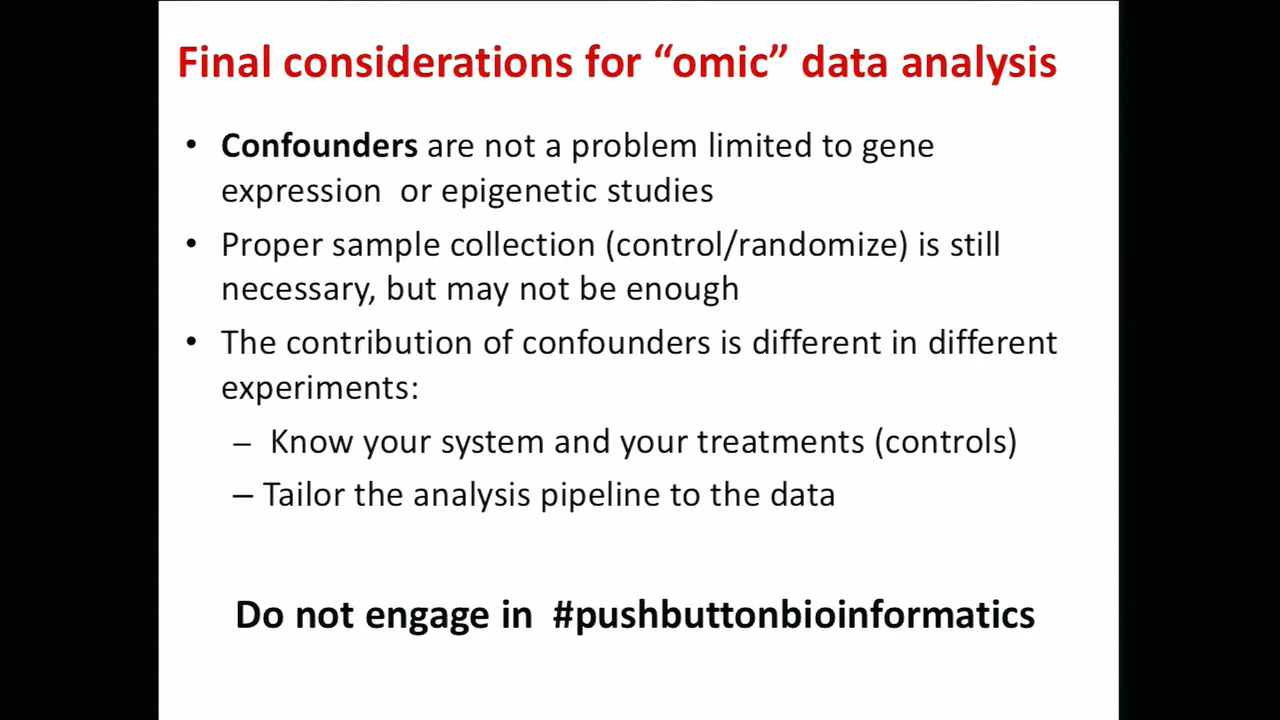 Final considerations for “omic” data analysis
• Confounders are not a problem limited to gene
expression  or epigenetic studies
• Proper sample collection (control/randomize) is still
necessary, but may not be enough
• The contribution of confounders is different in different
experiments:
– Know your system and your treatments (controls)
– Tailor the analysis pipeline to the data
Do not engage in  #pushbuttonbioinformatics